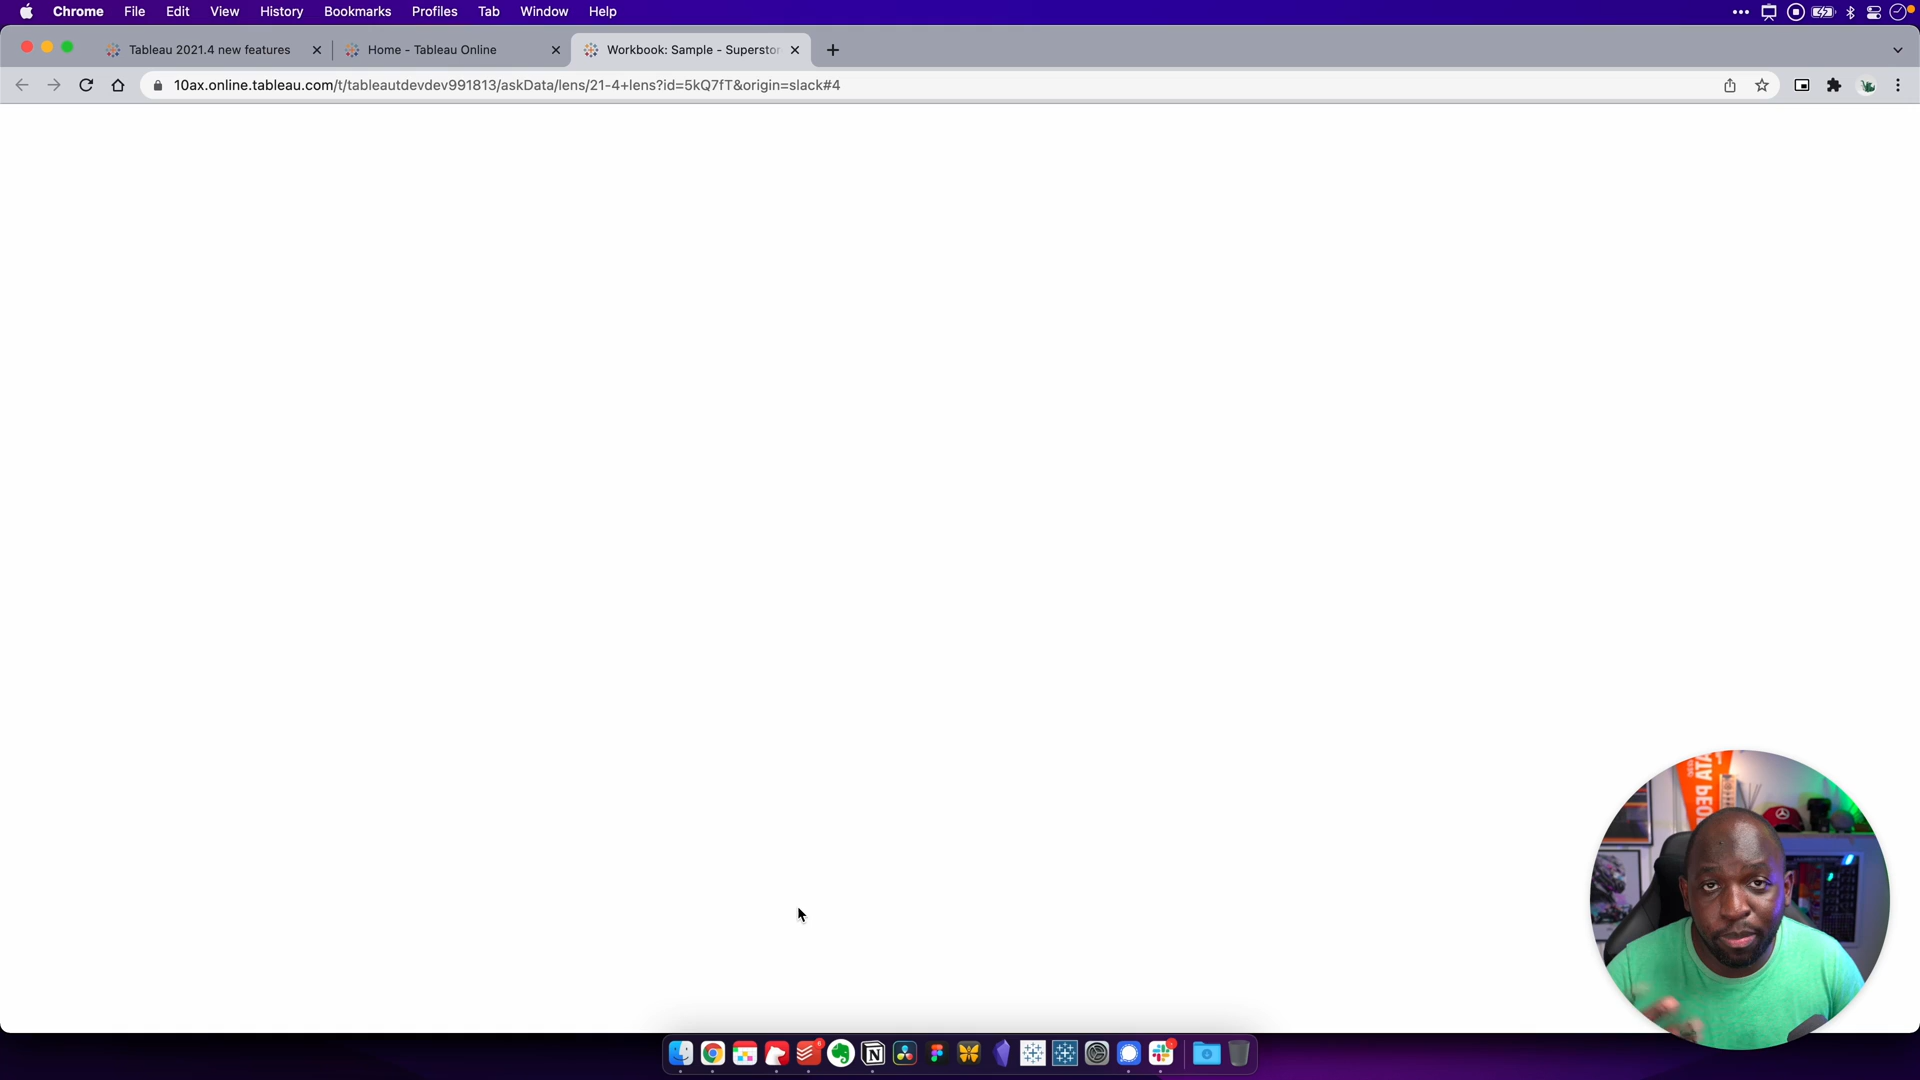 Chrome File Edit View History Bookmarks Profiles Tab Window Help
Tableau 2021.4 new features
Home - Tableau Online
Workbook: Sample - Superstor
10ax.online.tableau.com/t/tableautdevdev991813/askData/lens/21-4+lens?id=5kQ7fT&origin=slack#4